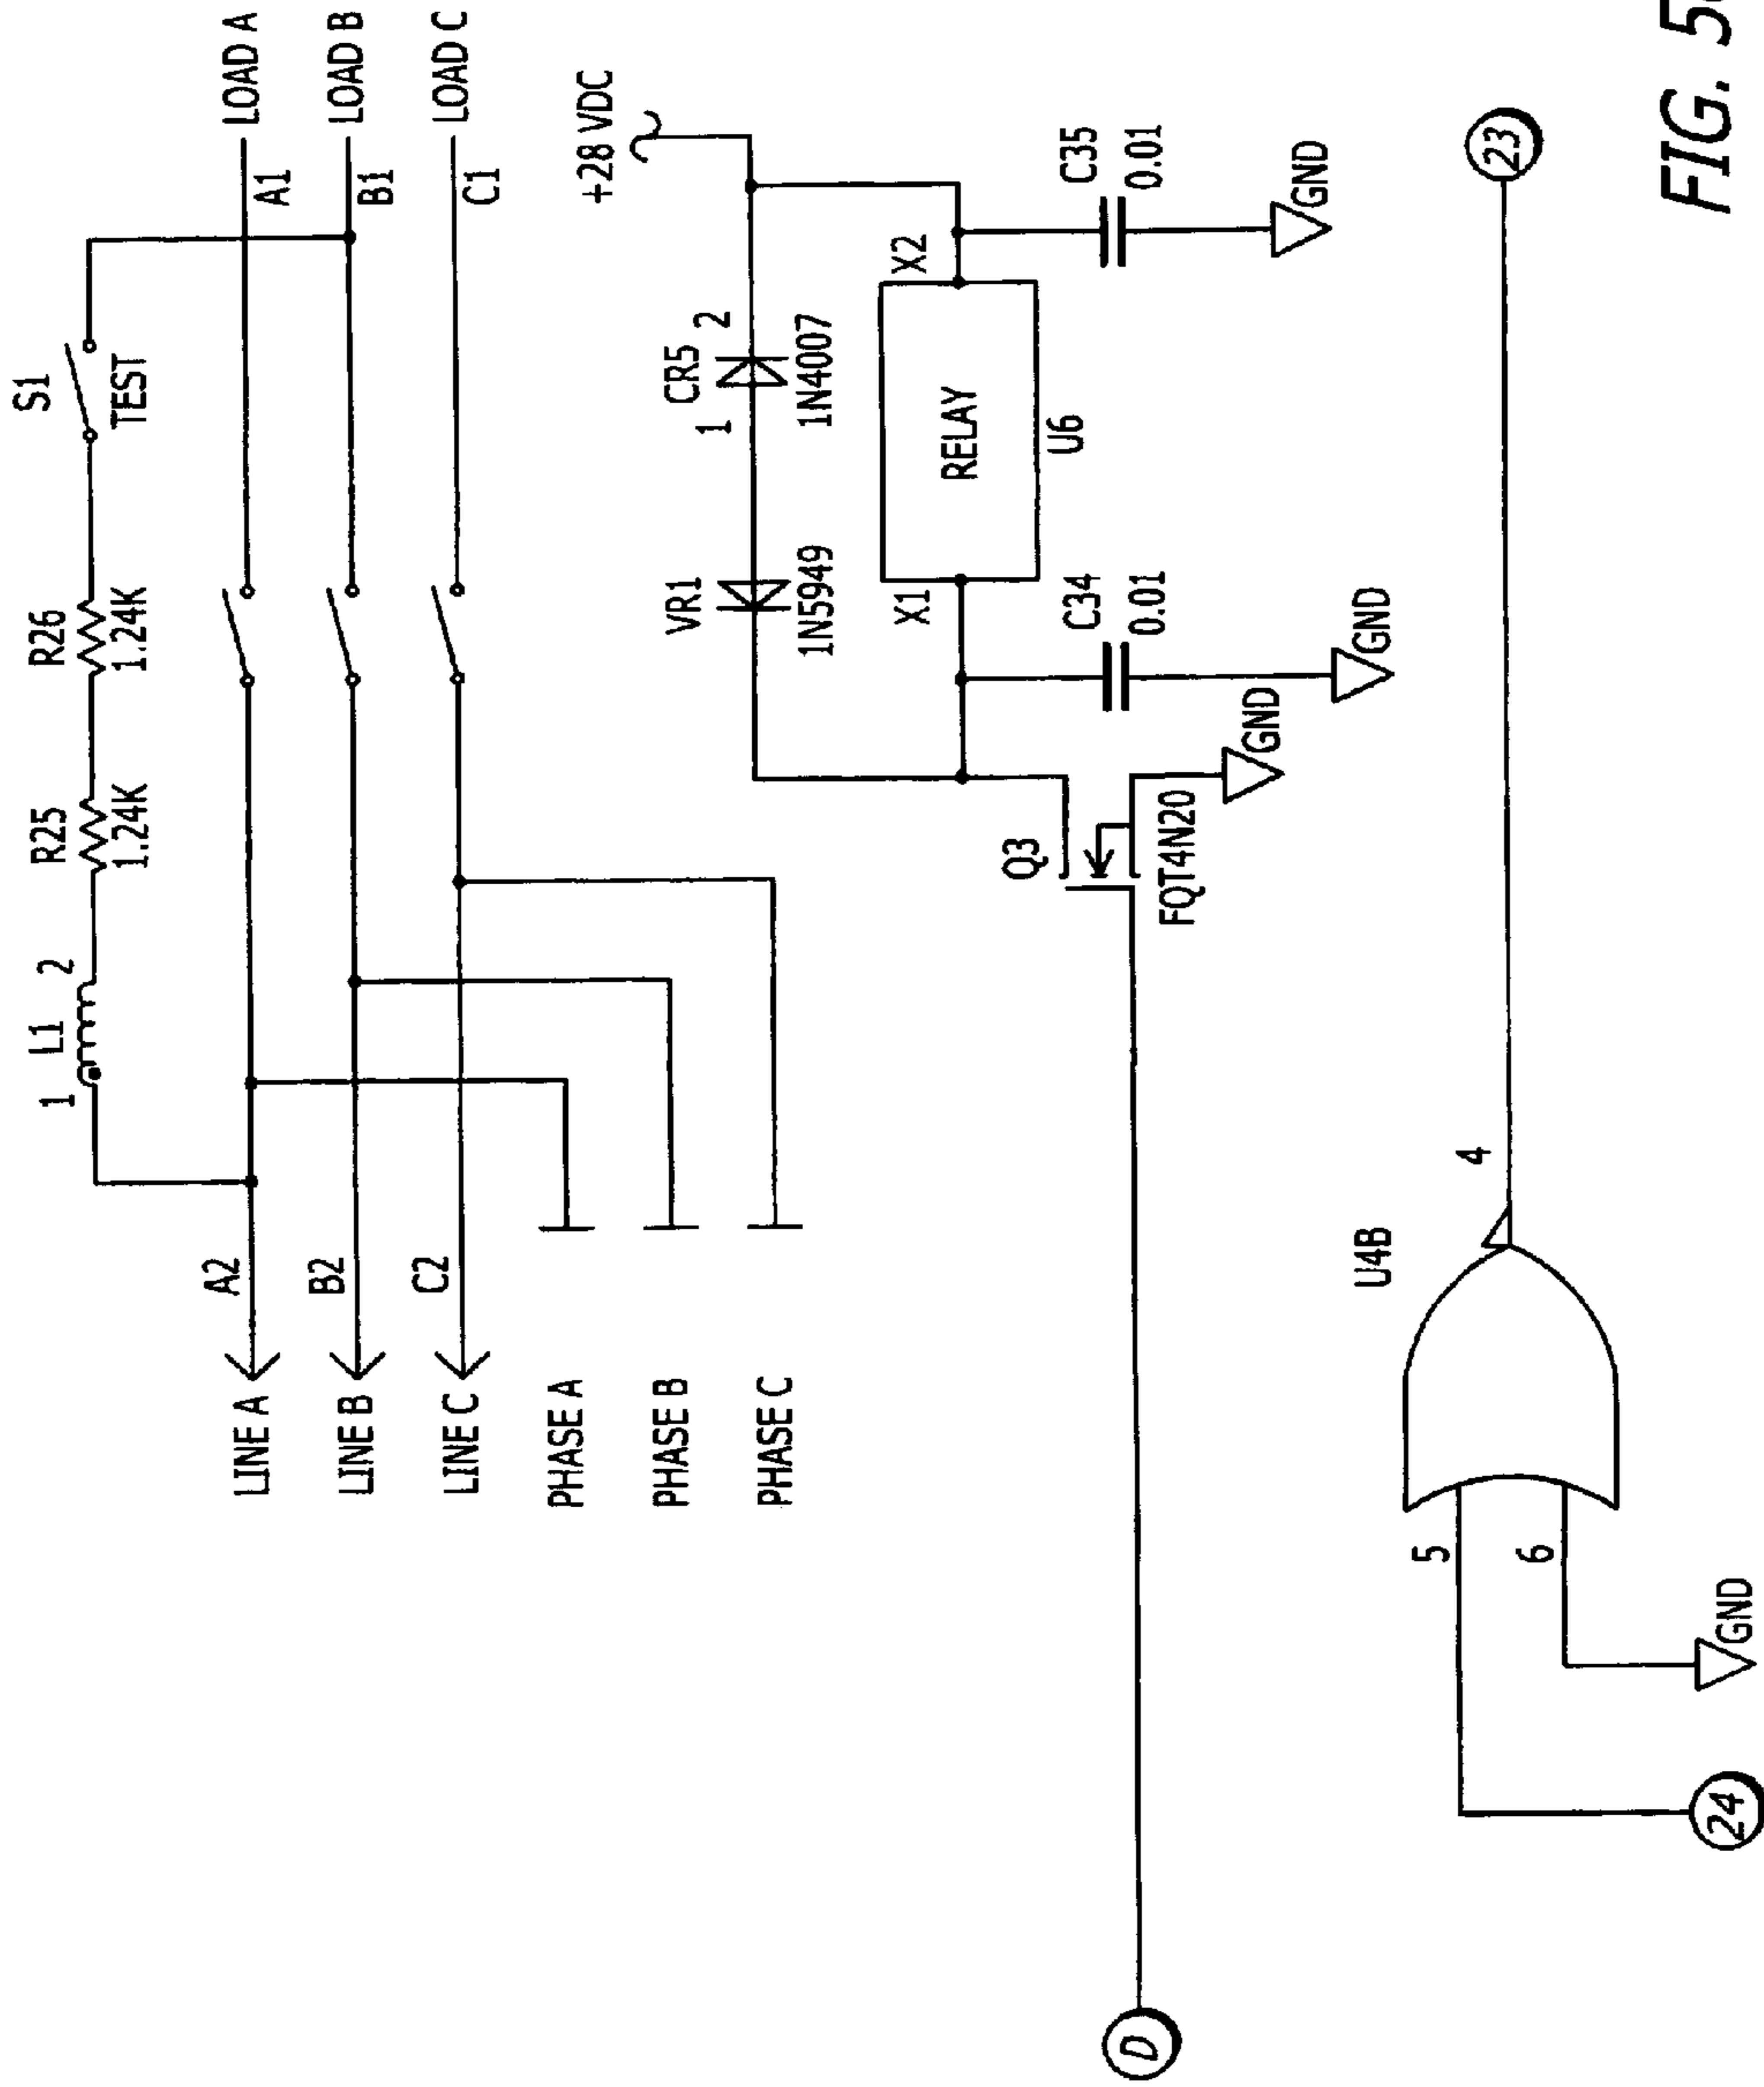 S1
TEST
R26
1.24K
R25
1.24K
1 L1 2
LOAD A
A1
LOAD B
B1
LOAD C
C1
A2
LINE A
B2
LINE B
C2
LINE C
PHASE A
PHASE B
PHASE C
+28 VDC
VR1
1N5949
1 CR5 2
1N4007
X1
RELAY
X2
U6
C34
0.01
GND
C35
0.01
GND
Q3
FQT4N20
GND
D
U4B
5
6
4
GND
24
23
FIG.